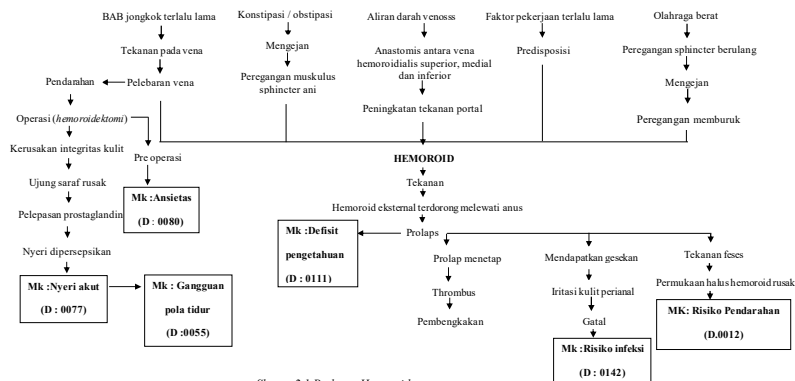 BAB jongkok terlalu lama
Konstipasi / obstipasi
Aliran darah venosss
Faktor pekerjaan terlalu lama
Olahraga berat
Tekanan pada vena
Mengejan
Anastomis antara vena
hemoroidialis superior, medial
dan inferior
Predisposisi
Peregangan sphincter berulang
Pendarahan
Pelebaran vena
Peregangan muskulus
sphincter ani
Mengejan
Peningkatan tekanan portal
Operasi (hemoroidektomi)
Peregangan memburuk
Kerusakan integritas kulit
Pre operasi
HEMOROID
Ujung saraf rusak
Mk :Ansietas
(D : 0080)
Tekanan
Pelepasan prostaglandin
Hemoroid eksternal terdorong melewati anus
Mk :Defisit
pengetahuan
(D : 0111)
Prolaps
Nyeri dipersepsikan
Prolap menetap
Mendapatkan gesekan
Tekanan feses
Mk :Nyeri akut
(D : 0077)
Mk : Gangguan
pola tidur
(D :0055)
Thrombus
Iritasi kulit perianal
Permukaan halus hemoroid rusak
Pembengkakan
Gatal
MK: Risiko Pendarahan
(D.0012)
Mk :Risiko infeksi
(D : 0142)